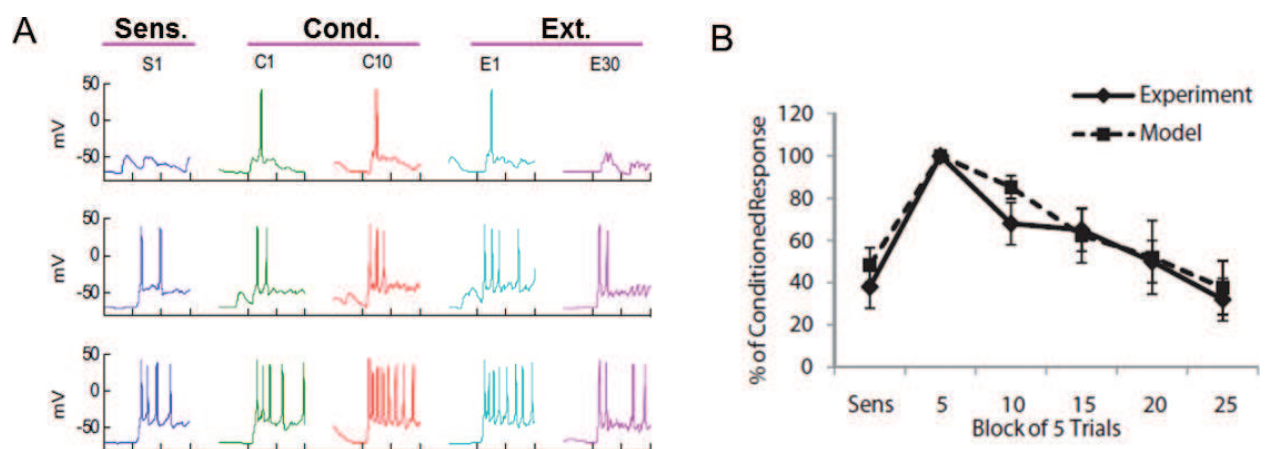 A
Sens. Cond. Ext.
S1 C1 C10 E1 E30
50
0
-50
mV
50
0
-50
mV
50
0
-50
mV
B
Experiment
Model
120
100
80
60
40
20
0
% of ConditionedResponse
Sens 5 10 15 20 25
Block of 5 Trials